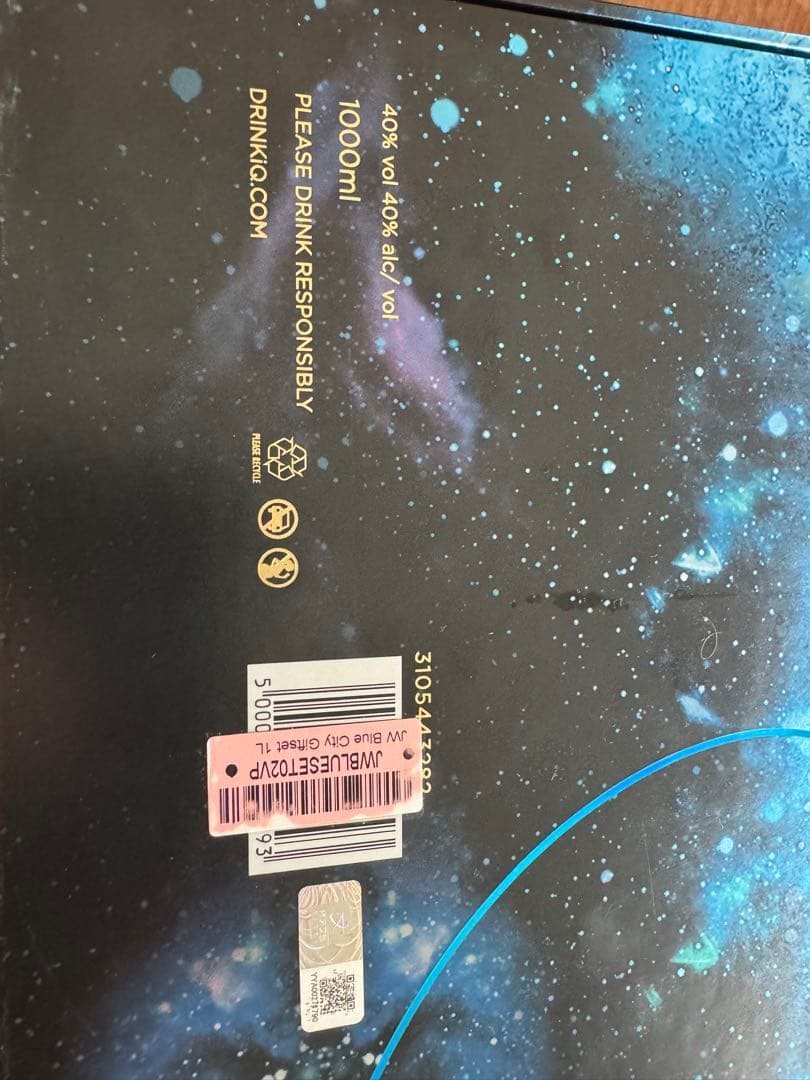 40% vol 40% alc/ vol
1000ml
PLEASE DRINK RESPONSIBLY
DRINKiQ.COM
PLEASE RECYCLE
JWBLUESET02VP
JW Blue City Giftset 1L